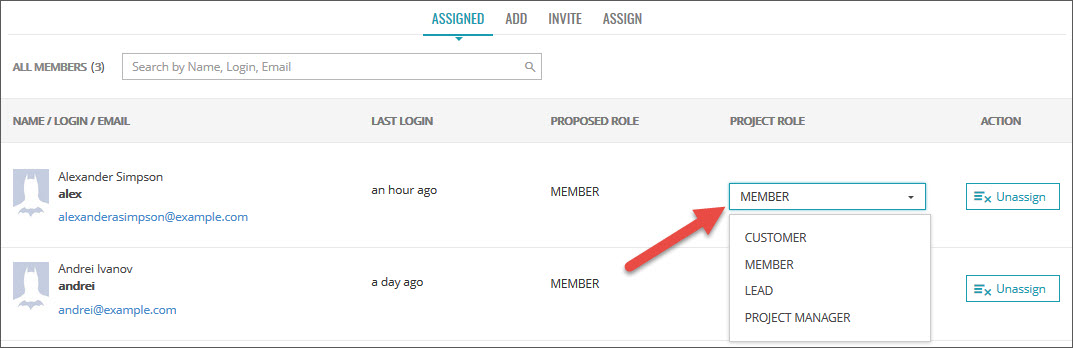 ASSIGNED ADD INVITE ASSIGN
ALL MEMBERS (3) Search by Name, Login, Email
NAME / LOGIN / EMAIL LAST LOGIN PROPOSED ROLE PROJECT ROLE ACTION
Alexander Simpson
alex
alexanderasimpson@example.com
an hour ago
MEMBER
MEMBER
Unassign
CUSTOMER
MEMBER
LEAD
PROJECT MANAGER
Andrei Ivanov
andrei
andrei@example.com
a day ago
MEMBER
Unassign